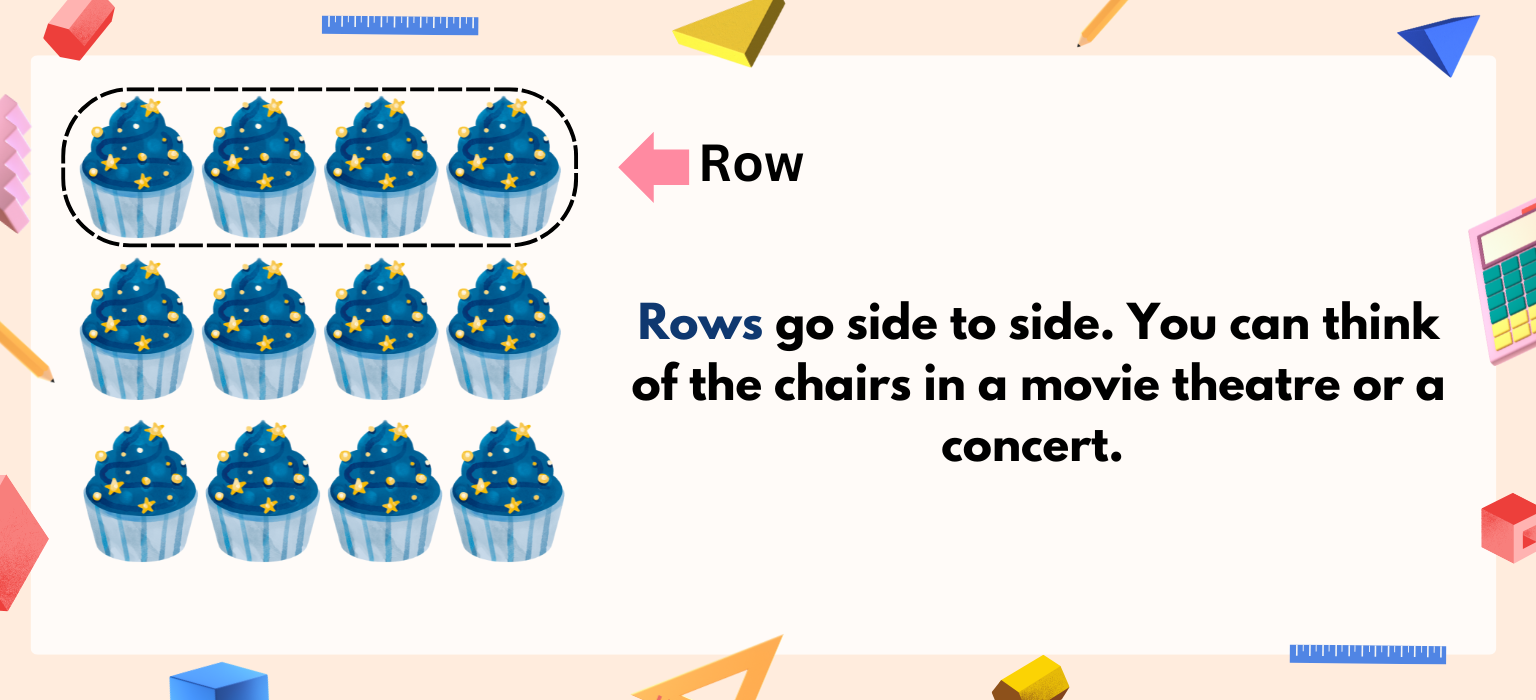 Row
Rows go side to side. You can think
of the chairs in a movie theatre or a
concert.